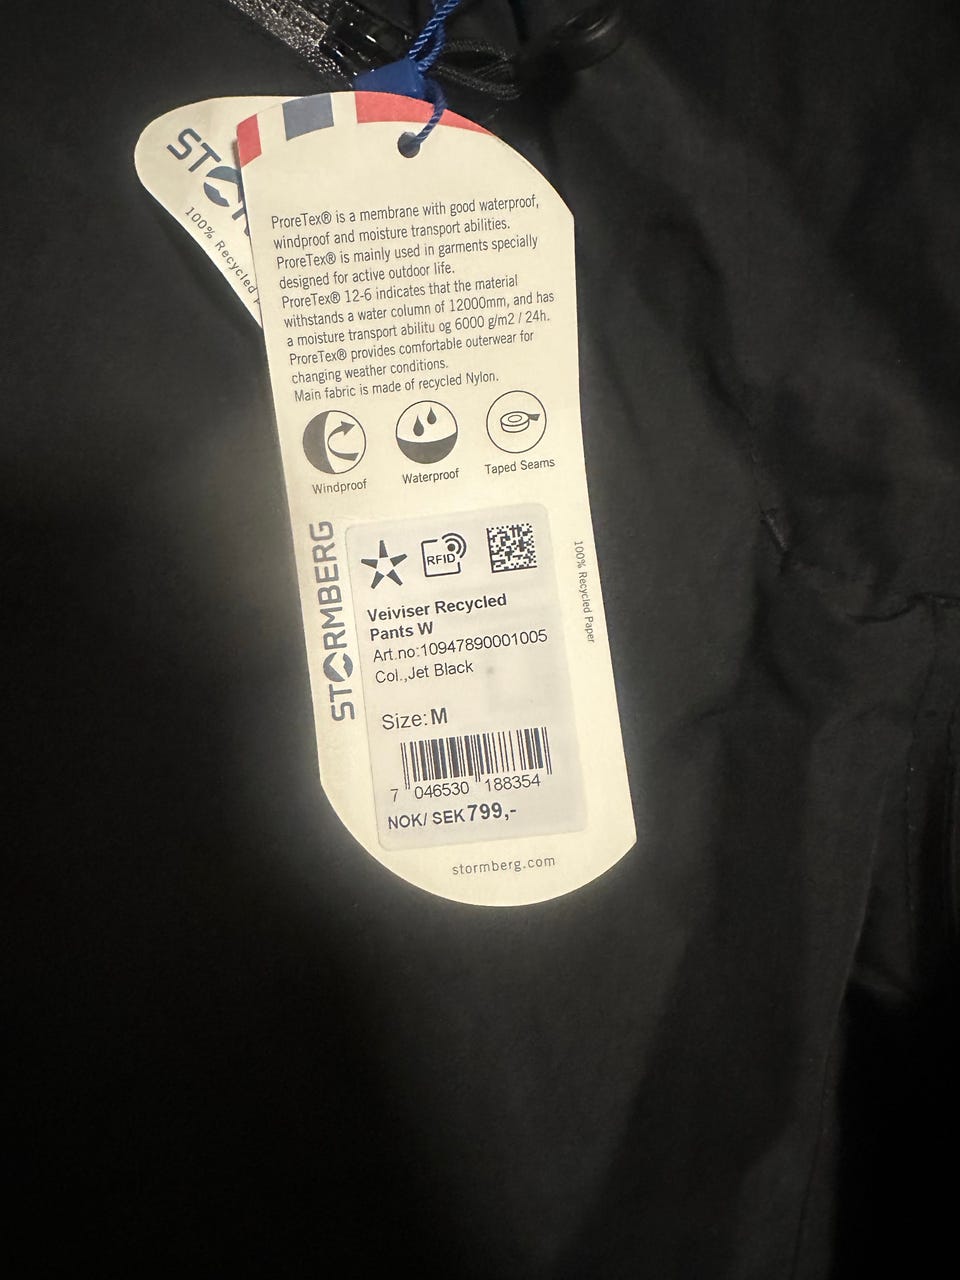 STO
100% Recycled P
ProreTex® is a membrane with good waterproof,
windproof and moisture transport abilities.
ProreTex® is mainly used in garments specially
designed for active outdoor life.
ProreTex® 12-6 indicates that the material
withstands a water column of 12000mm, and has
a moisture transport abilitu og 6000 g/m2 / 24h.
ProreTex® provides comfortable outerwear for
changing weather conditions.
Main fabric is made of recycled Nylon.
Windproof
Waterproof
Taped Seams
STORMBERG
RFID
100% Recycled Paper
Veiviser Recycled
Pants W
Art.no:10947890001005
Col.,Jet Black
Size: M
7 046530 188354
NOK/ SEK 799,-
stormberg.com